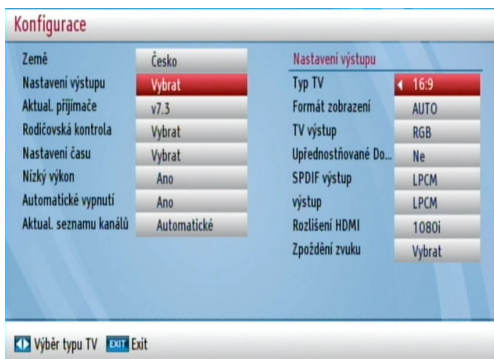 Konfigurace
Země Česko
Nastavení výstupu Vybrat
Aktual. přijímače v7.3
Rodičovská kontrola Vybrat
Nastavení času Vybrat
Nízký výkon Ano
Automatické vypnutí Ano
Aktual. seznamu kanálů Automatické
Nastavení výstupu
Typ TV 16:9
Formát zobrazení AUTO
TV výstup RGB
Upřednostňované Do... Ne
SPDIF výstup LPCM
výstup LPCM
Rozlišení HDMI 1080i
Zpoždění zvuku Vybrat
Výběr typu TV EXIT Exit